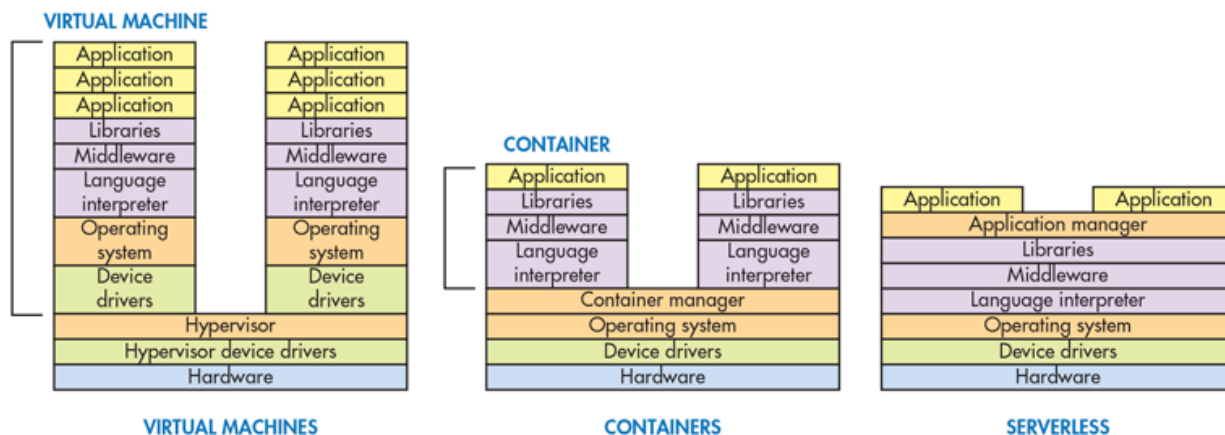 VIRTUAL MACHINE
Application
Application
Application
Libraries
Middleware
Language
interpreter
Operating
system
Device
drivers
Application
Application
Application
Libraries
Middleware
Language
interpreter
Operating
system
Device
drivers
Hypervisor
Hypervisor device drivers
Hardware
VIRTUAL MACHINES
CONTAINER
Application
Libraries
Middleware
Language
interpreter
Application
Libraries
Middleware
Language
interpreter
Container manager
Operating system
Device drivers
Hardware
CONTAINERS
Application
Application
Application manager
Libraries
Middleware
Language interpreter
Operating system
Device drivers
Hardware
SERVERLESS